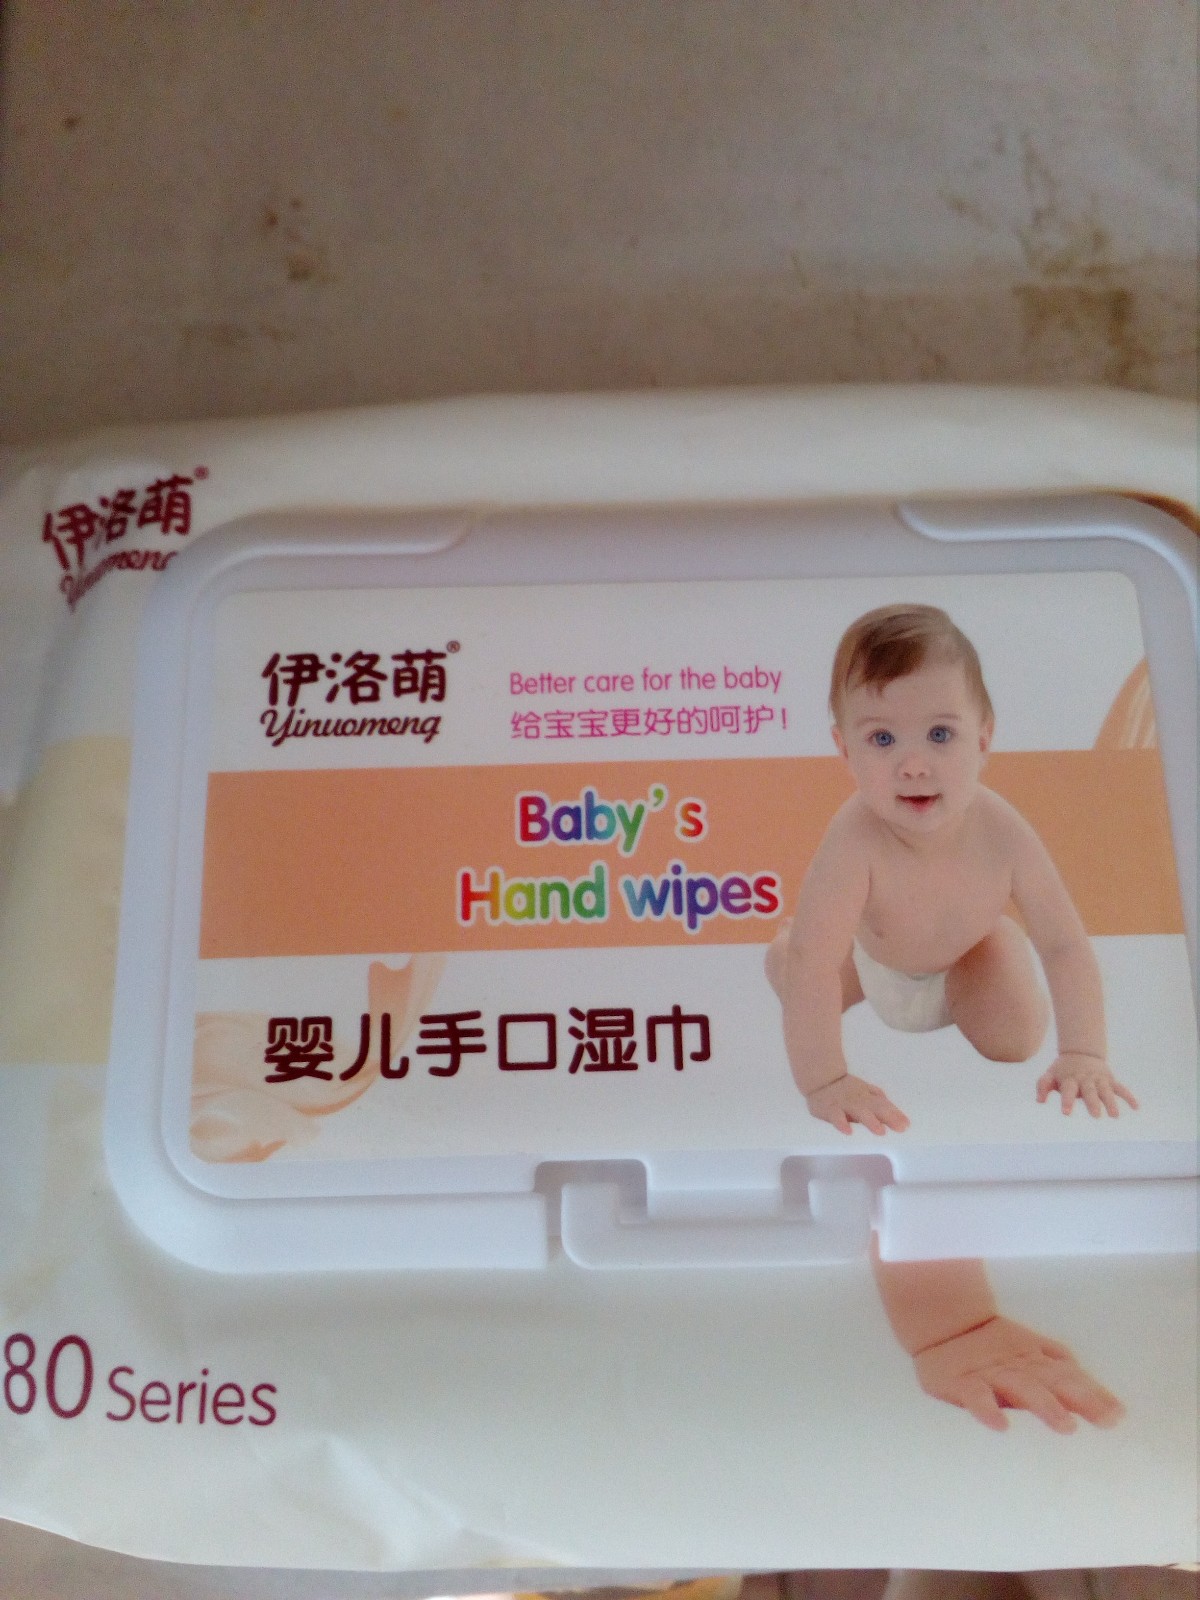 伊洛萌®
Yinuomeng
伊洛萌®
Yinuomeng
Better care for the baby
给宝宝更好的呵护!
Baby's
Hand wipes
婴儿手口湿巾
80 Series